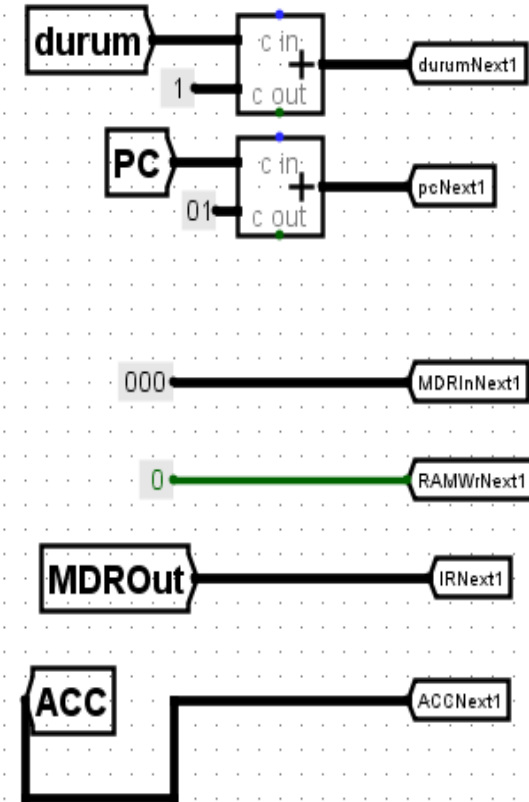 durum
c in
+
1
c out
durumNext1
PC
c in
+
01
c out
pcNext1
000
MDRInNext1
0
RAMWrNext1
MDROut
IRNext1
ACC
ACCNext1